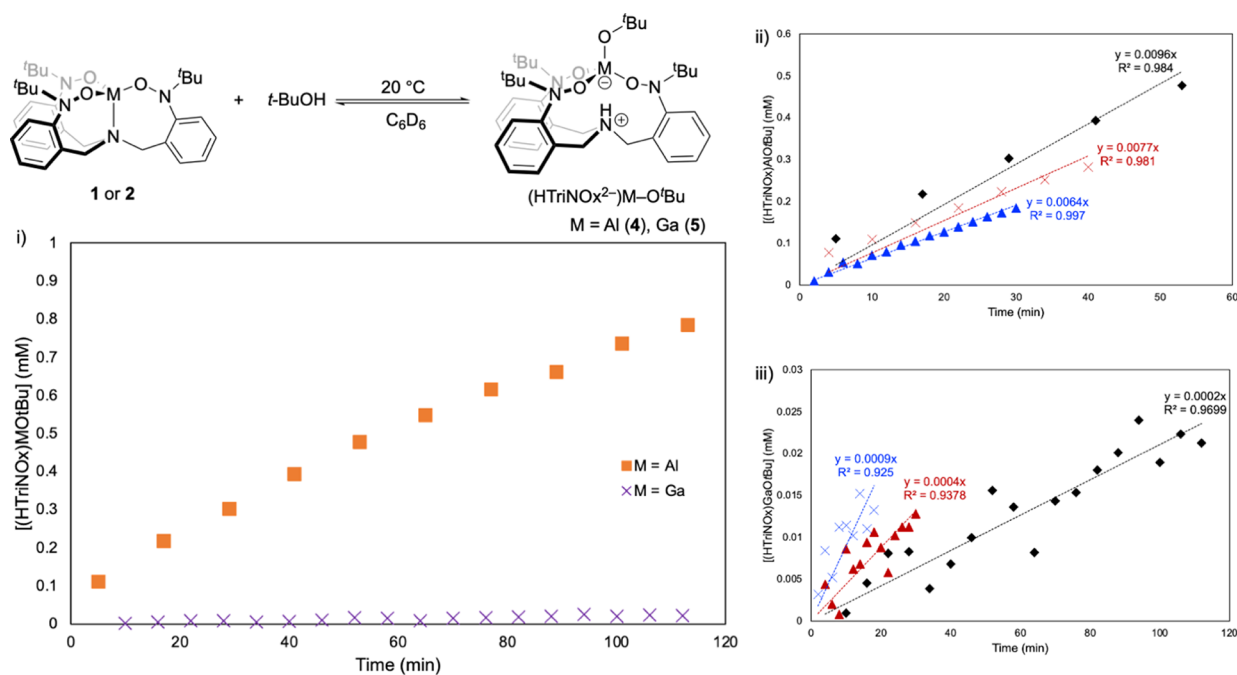 ᵗBu
N
O
ᵗBu
N
O
M
O
N
ᵗBu
N
1 or 2
+
t-BuOH
20 °C
C₆D₆
O
ᵗBu
ᵗBu
N
O
M
⊖
ᵗBu
N
O
O
N
ᵗBu
H
N
⊕
(HTriNOx²⁻)M–OᵗBu
M = Al (4), Ga (5)
i)
[(HTriNOx)MOtBu] (mM)
1
0.9
0.8
0.7
0.6
0.5
0.4
0.3
0.2
0.1
0
M = Al
M = Ga
0 20 40 60 80 100 120
Time (min)
ii)
[(HTriNOx)AlOtBu] (mM)
0.6
0.5
0.4
0.3
0.2
0.1
0
y = 0.0096x
R² = 0.984
y = 0.0077x
R² = 0.981
y = 0.0064x
R² = 0.997
0 10 20 30 40 50 60
Time (min)
iii)
[(HTriNOx)GaOtBu] (mM)
0.03
0.025
0.02
0.015
0.01
0.005
0
y = 0.0002x
R² = 0.9699
y = 0.0009x
R² = 0.925
y = 0.0004x
R² = 0.9378
0 20 40 60 80 100 120
Time (min)